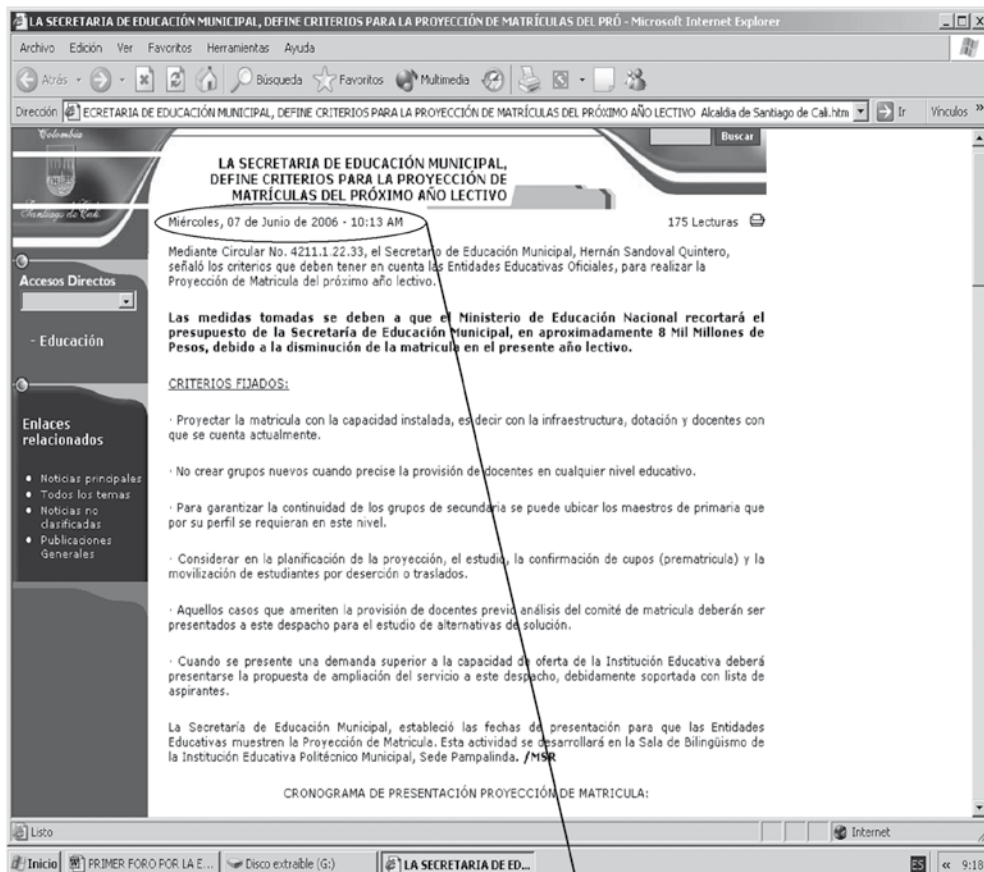 LA SECRETARIA DE EDUCACIÓN MUNICIPAL, DEFINE CRITERIOS PARA LA PROYECCIÓN DE MATRÍCULAS DEL PRÓ - Microsoft Internet Explorer
Archivo Edición Ver Favoritos Herramientas Ayuda
Atrás Búsqueda Favoritos Multimedia
Dirección ECRETARIA DE EDUCACIÓN MUNICIPAL, DEFINE CRITERIOS PARA LA PROYECCIÓN DE MATRÍCULAS DEL PRÓXIMO AÑO LECTIVO Alcaldia de Santiago de Cali.htm Ir Vínculos »
Colombia
Buscar
Santiago de Cali
LA SECRETARIA DE EDUCACIÓN MUNICIPAL,
DEFINE CRITERIOS PARA LA PROYECCIÓN DE
MATRÍCULAS DEL PRÓXIMO AÑO LECTIVO
Miércoles, 07 de Junio de 2006 - 10:13 AM
175 Lecturas
Mediante Circular No. 4211.1.22.33, el Secretario de Educación Municipal, Hernán Sandoval Quintero,
señaló los criterios que deben tener en cuenta las Entidades Educativas Oficiales, para realizar la
Proyección de Matricula del próximo año lectivo.
Accesos Directos
- Educación
Enlaces
relacionados
• Noticias principales
• Todos los temas
• Noticias no
clasificadas
• Publicaciones
Generales
Las medidas tomadas se deben a que el Ministerio de Educación Nacional recortará el
presupuesto de la Secretaría de Educación Municipal, en aproximadamente 8 Mil Millones de
Pesos, debido a la disminución de la matricula en el presente año lectivo.
CRITERIOS FIJADOS:
· Proyectar la matricula con la capacidad instalada, es decir con la infraestructura, dotación y docentes con
que se cuenta actualmente.
· No crear grupos nuevos cuando precise la provisión de docentes en cualquier nivel educativo.
· Para garantizar la continuidad de los grupos de secundaria se puede ubicar los maestros de primaria que
por su perfil se requieran en este nivel.
· Considerar en la planificación de la proyección, el estudio, la confirmación de cupos (prematricula) y la
movilización de estudiantes por deserción o traslados.
· Aquellos casos que ameriten la provisión de docentes previo análisis del comité de matricula deberán ser
presentados a este despacho para el estudio de alternativas de solución.
· Cuando se presente una demanda superior a la capacidad de oferta de la Institución Educativa deberá
presentarse la propuesta de ampliación del servicio a este despacho, debidamente soportada con lista de
aspirantes.
La Secretaría de Educación Municipal, estableció las fechas de presentación para que las Entidades
Educativas muestren la Proyección de Matricula. Esta actividad se desarrollará en la Sala de Bilingüismo de
la Institución Educativa Politécnico Municipal, Sede Pampalinda. /MSR
CRONOGRAMA DE PRESENTACIÓN PROYECCIÓN DE MATRICULA:
Listo Internet
Inicio PRIMER FORO POR LA E... Disco extraible (G:) LA SECRETARIA DE ED... ES « 9:18